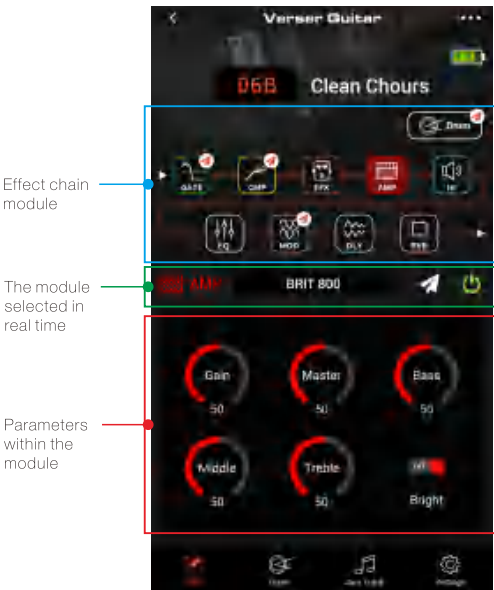 Verser Guitar
06B
Clean Chours
Drum
GATE
CMP
EFX
AMP
IR
EQ
MOD
DLY
RVB
AMP
BRIT 800
Gain
50
Master
50
Bass
50
Middle
50
Treble
50
Bright
Drum
Settings
Effect chain
module
The module
selected in
real time
Parameters
within the
module